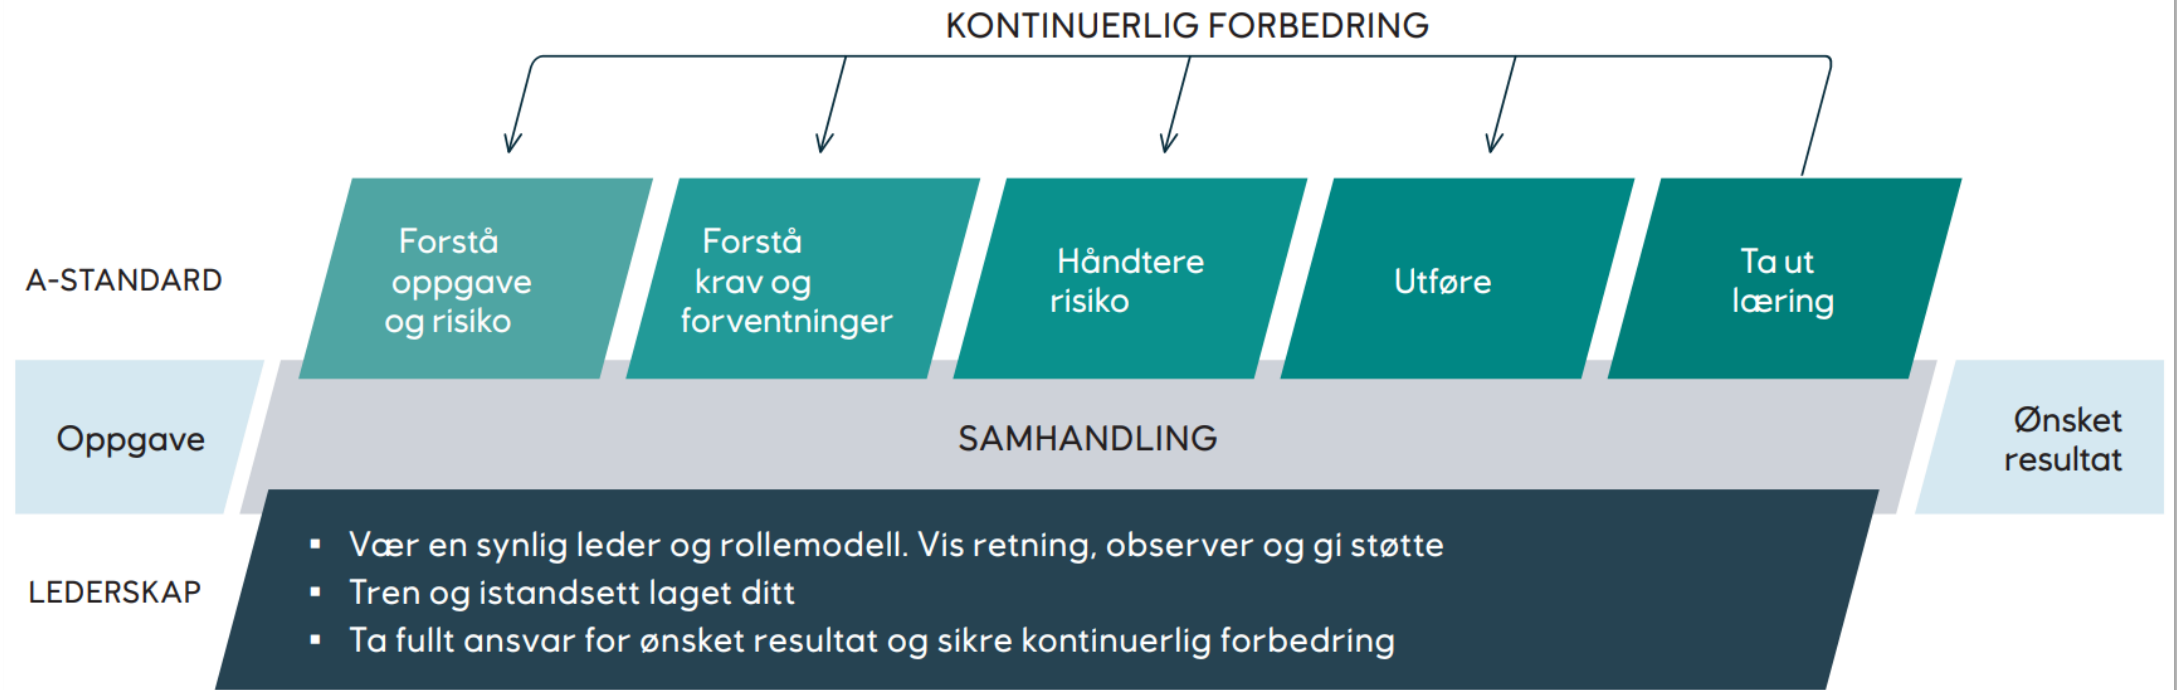 KONTINUERLIG FORBEDRING
A-STANDARD
Forstå
oppgave
og risiko
Forstå
krav og
forventninger
Håndtere
risiko
Utføre
Ta ut
læring
Oppgave
SAMHANDLING
Ønsket
resultat
LEDERSKAP
▪ Vær en synlig leder og rollemodell. Vis retning, observer og gi støtte
▪ Tren og istandsett laget ditt
▪ Ta fullt ansvar for ønsket resultat og sikre kontinuerlig forbedring